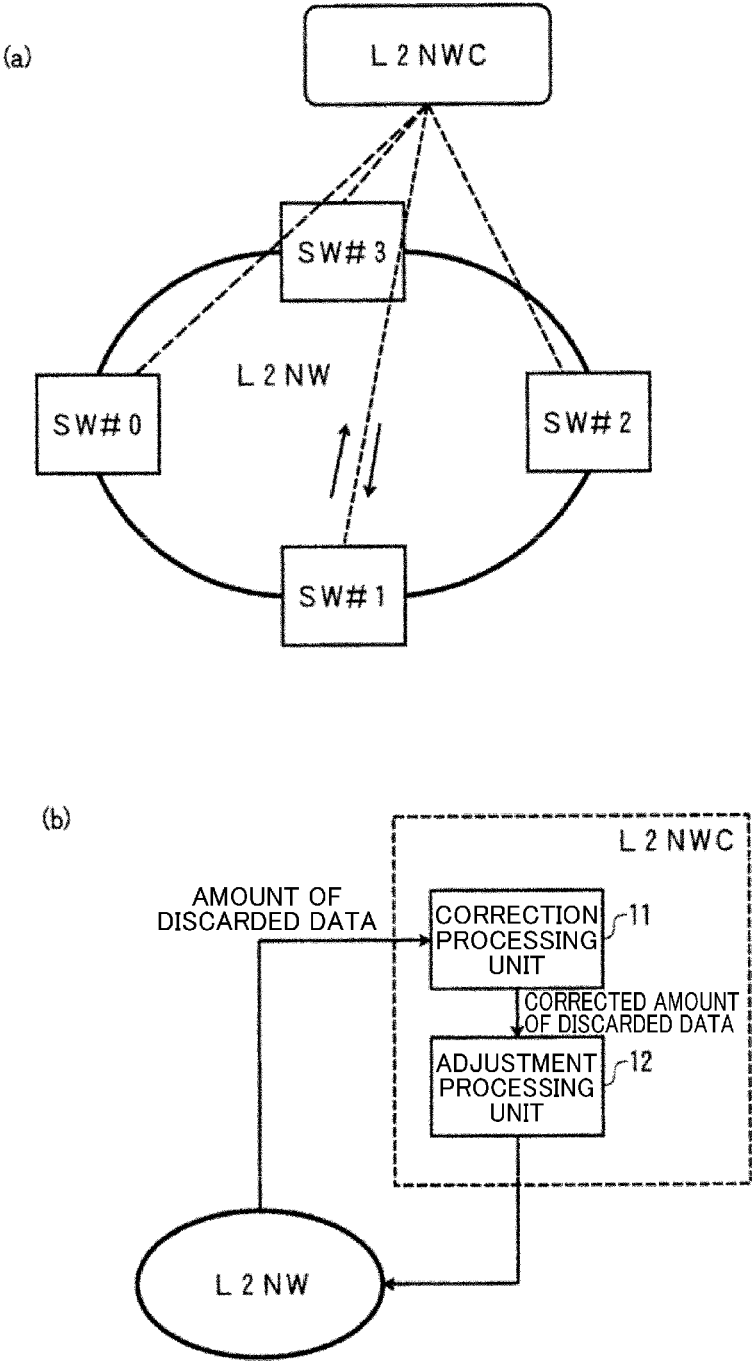 (a)
L2NWC
SW#3
L2NW
SW#0
SW#2
SW#1
(b)
L2NWC
AMOUNT OF
DISCARDED DATA
CORRECTION
PROCESSING
UNIT
11
CORRECTED AMOUNT
OF DISCARDED DATA
ADJUSTMENT
PROCESSING
UNIT
12
L2NW